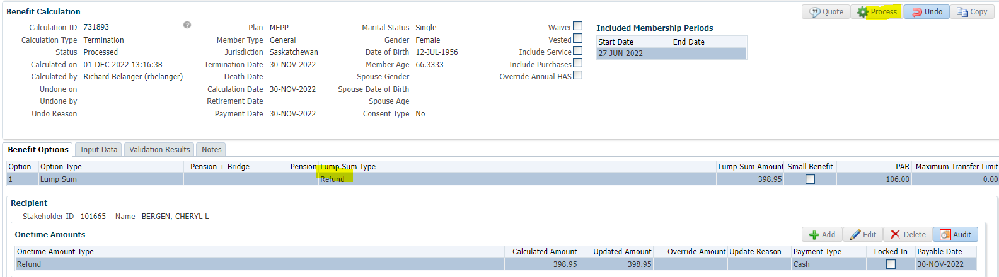 Benefit Calculation
Quote Process Undo Copy
Calculation ID 731893 Plan MEPP Marital Status Single Waiver Included Membership Periods
Calculation Type Termination Member Type General Gender Female Vested Start Date End Date
Status Processed Jurisdiction Saskatchewan Date of Birth 12-JUL-1956 Include Service 27-JUN-2022
Calculated on 01-DEC-2022 13:16:38 Termination Date 30-NOV-2022 Member Age 66.3333 Include Purchases
Calculated by Richard Belanger (rbelanger) Death Date Spouse Gender Override Annual HAS
Undone on Calculation Date 30-NOV-2022 Spouse Date of Birth
Undone by Retirement Date Spouse Age
Undo Reason Payment Date 30-NOV-2022 Consent Type No
Benefit Options Input Data Validation Results Notes
Option Option Type Pension + Bridge Pension Lump Sum Type Lump Sum Amount Small Benefit PAR Maximum Transfer Limit
1 Lump Sum Refund 398.95 106.00 0.00
Recipient
Stakeholder ID 101665 Name BERGEN, CHERYL L
Onetime Amounts Add Edit Delete Audit
Onetime Amount Type Calculated Amount Updated Amount Override Amount Update Reason Payment Type Locked In Payable Date
Refund 398.95 398.95 Cash 30-NOV-2022